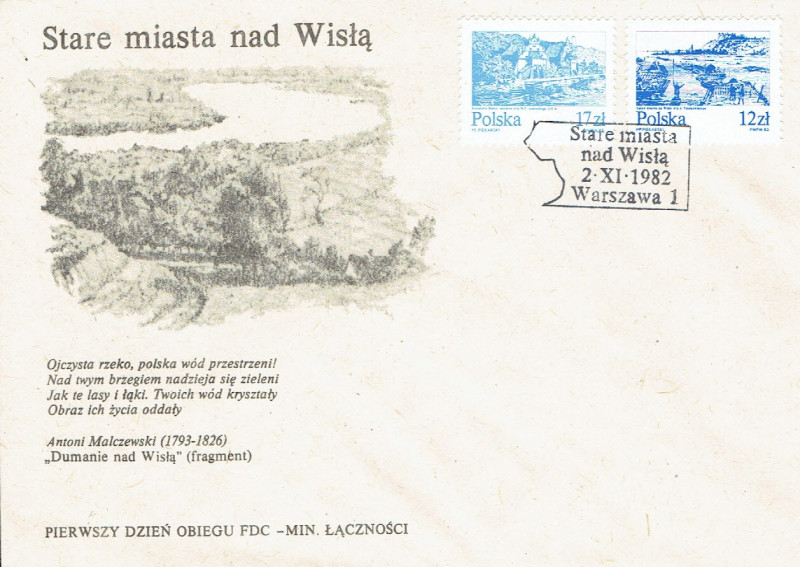 Stare miasta nad Wisłą
Polska 17zł
Polska 12zł
Stare miasta
nad Wisłą
2·XI·1982
Warszawa 1
Ojczysta rzeko, polska wód przestrzeni!
Nad twym brzegiem nadzieja się zieleni
Jak te lasy i łąki. Twoich wód kryształy
Obraz ich życia oddały
Antoni Malczewski (1793-1826)
„Dumanie nad Wisłą" (fragment)
PIERWSZY DZIEŃ OBIEGU FDC –MIN. ŁĄCZNOŚCI